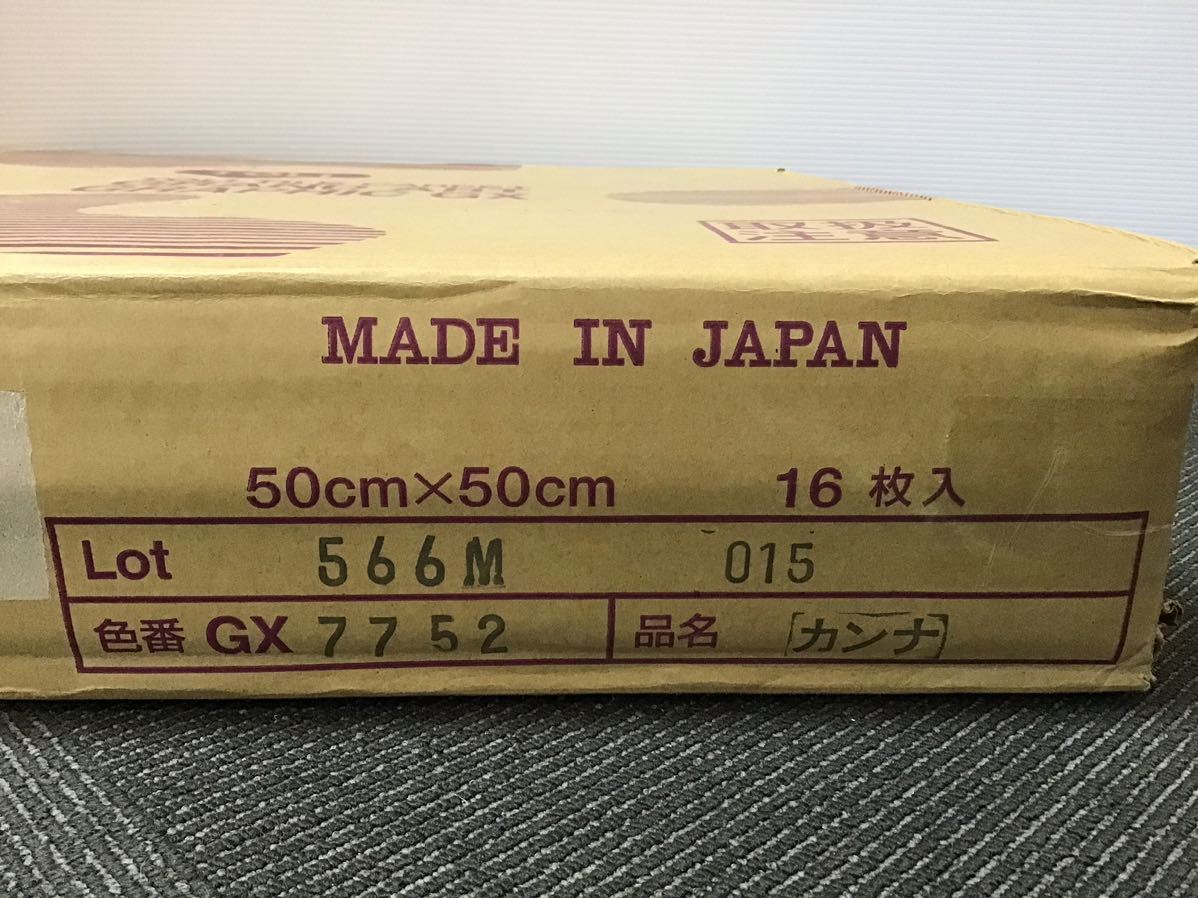 MADE IN JAPAN
50cm×50cm 16 枚入
Lot 566M 015
色番 GX 7752 品名 [カンナ]